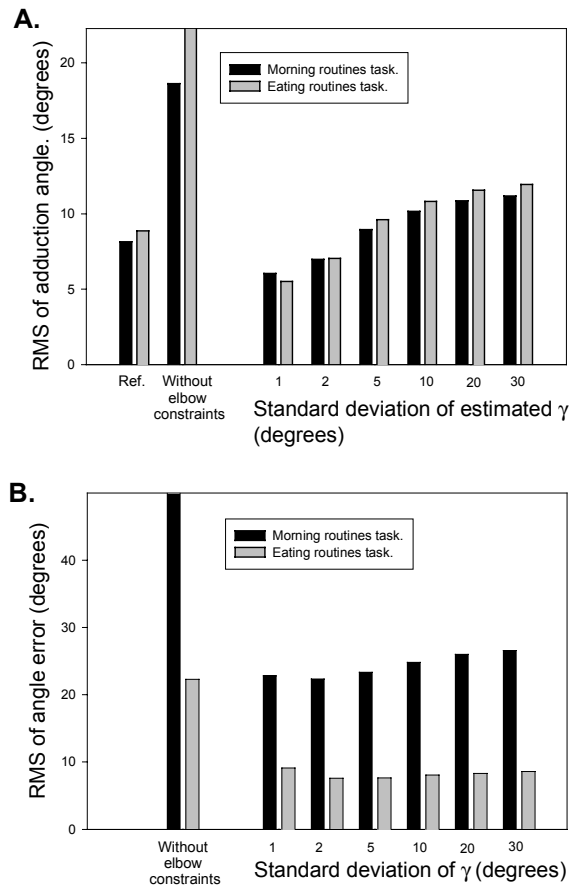 A.
RMS of adduction angle. (degrees)
20
15
10
5
0
Morning routines task.
Eating routines task.
Ref.
Without
elbow
constraints
1 2 5 10 20 30
Standard deviation of estimated γ
(degrees)
B.
RMS of angle error (degrees)
40
30
20
10
0
Morning routines task.
Eating routines task.
Without
elbow
constraints
1 2 5 10 20 30
Standard deviation of γ (degrees)